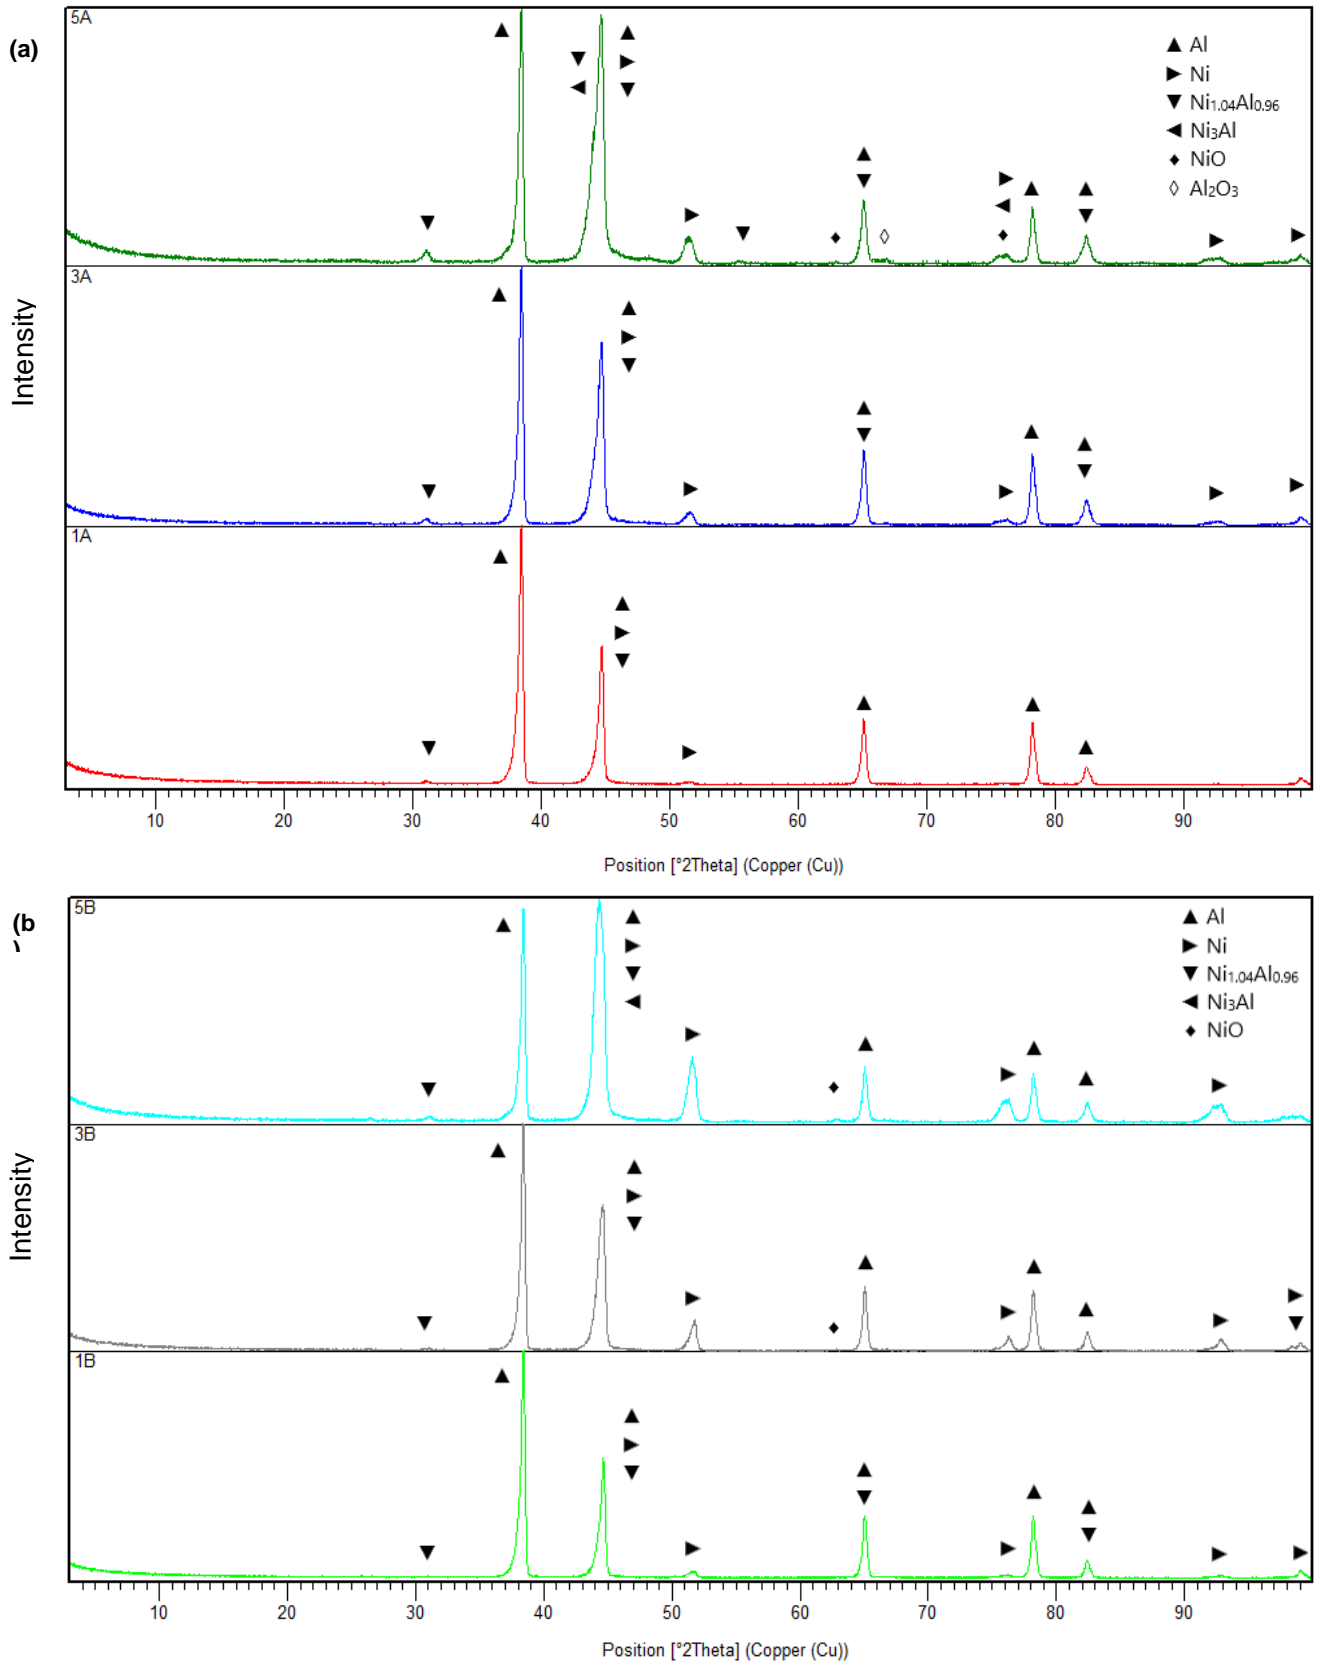 (a)
5A
▲ Al
► Ni
▼ Ni1.04Al0.96
◄ Ni3Al
♦ NiO
◊ Al2O3
3A
Intensity
1A
10 20 30 40 50 60 70 80 90
Position [°2Theta] (Copper (Cu))
(b
)
5B
▲ Al
► Ni
▼ Ni1.04Al0.96
◄ Ni3Al
♦ NiO
3B
Intensity
1B
10 20 30 40 50 60 70 80 90
Position [°2Theta] (Copper (Cu))